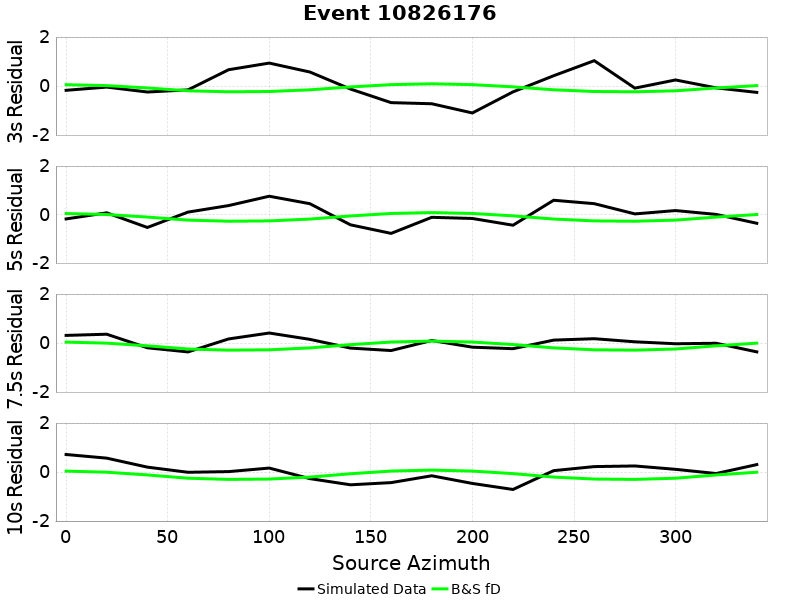 Event 10826176
3s Residual
2
0
-2
5s Residual
2
0
-2
7.5s Residual
2
0
-2
10s Residual
2
0
-2
0 50 100 150 200 250 300
Source Azimuth
Simulated Data B&S fD